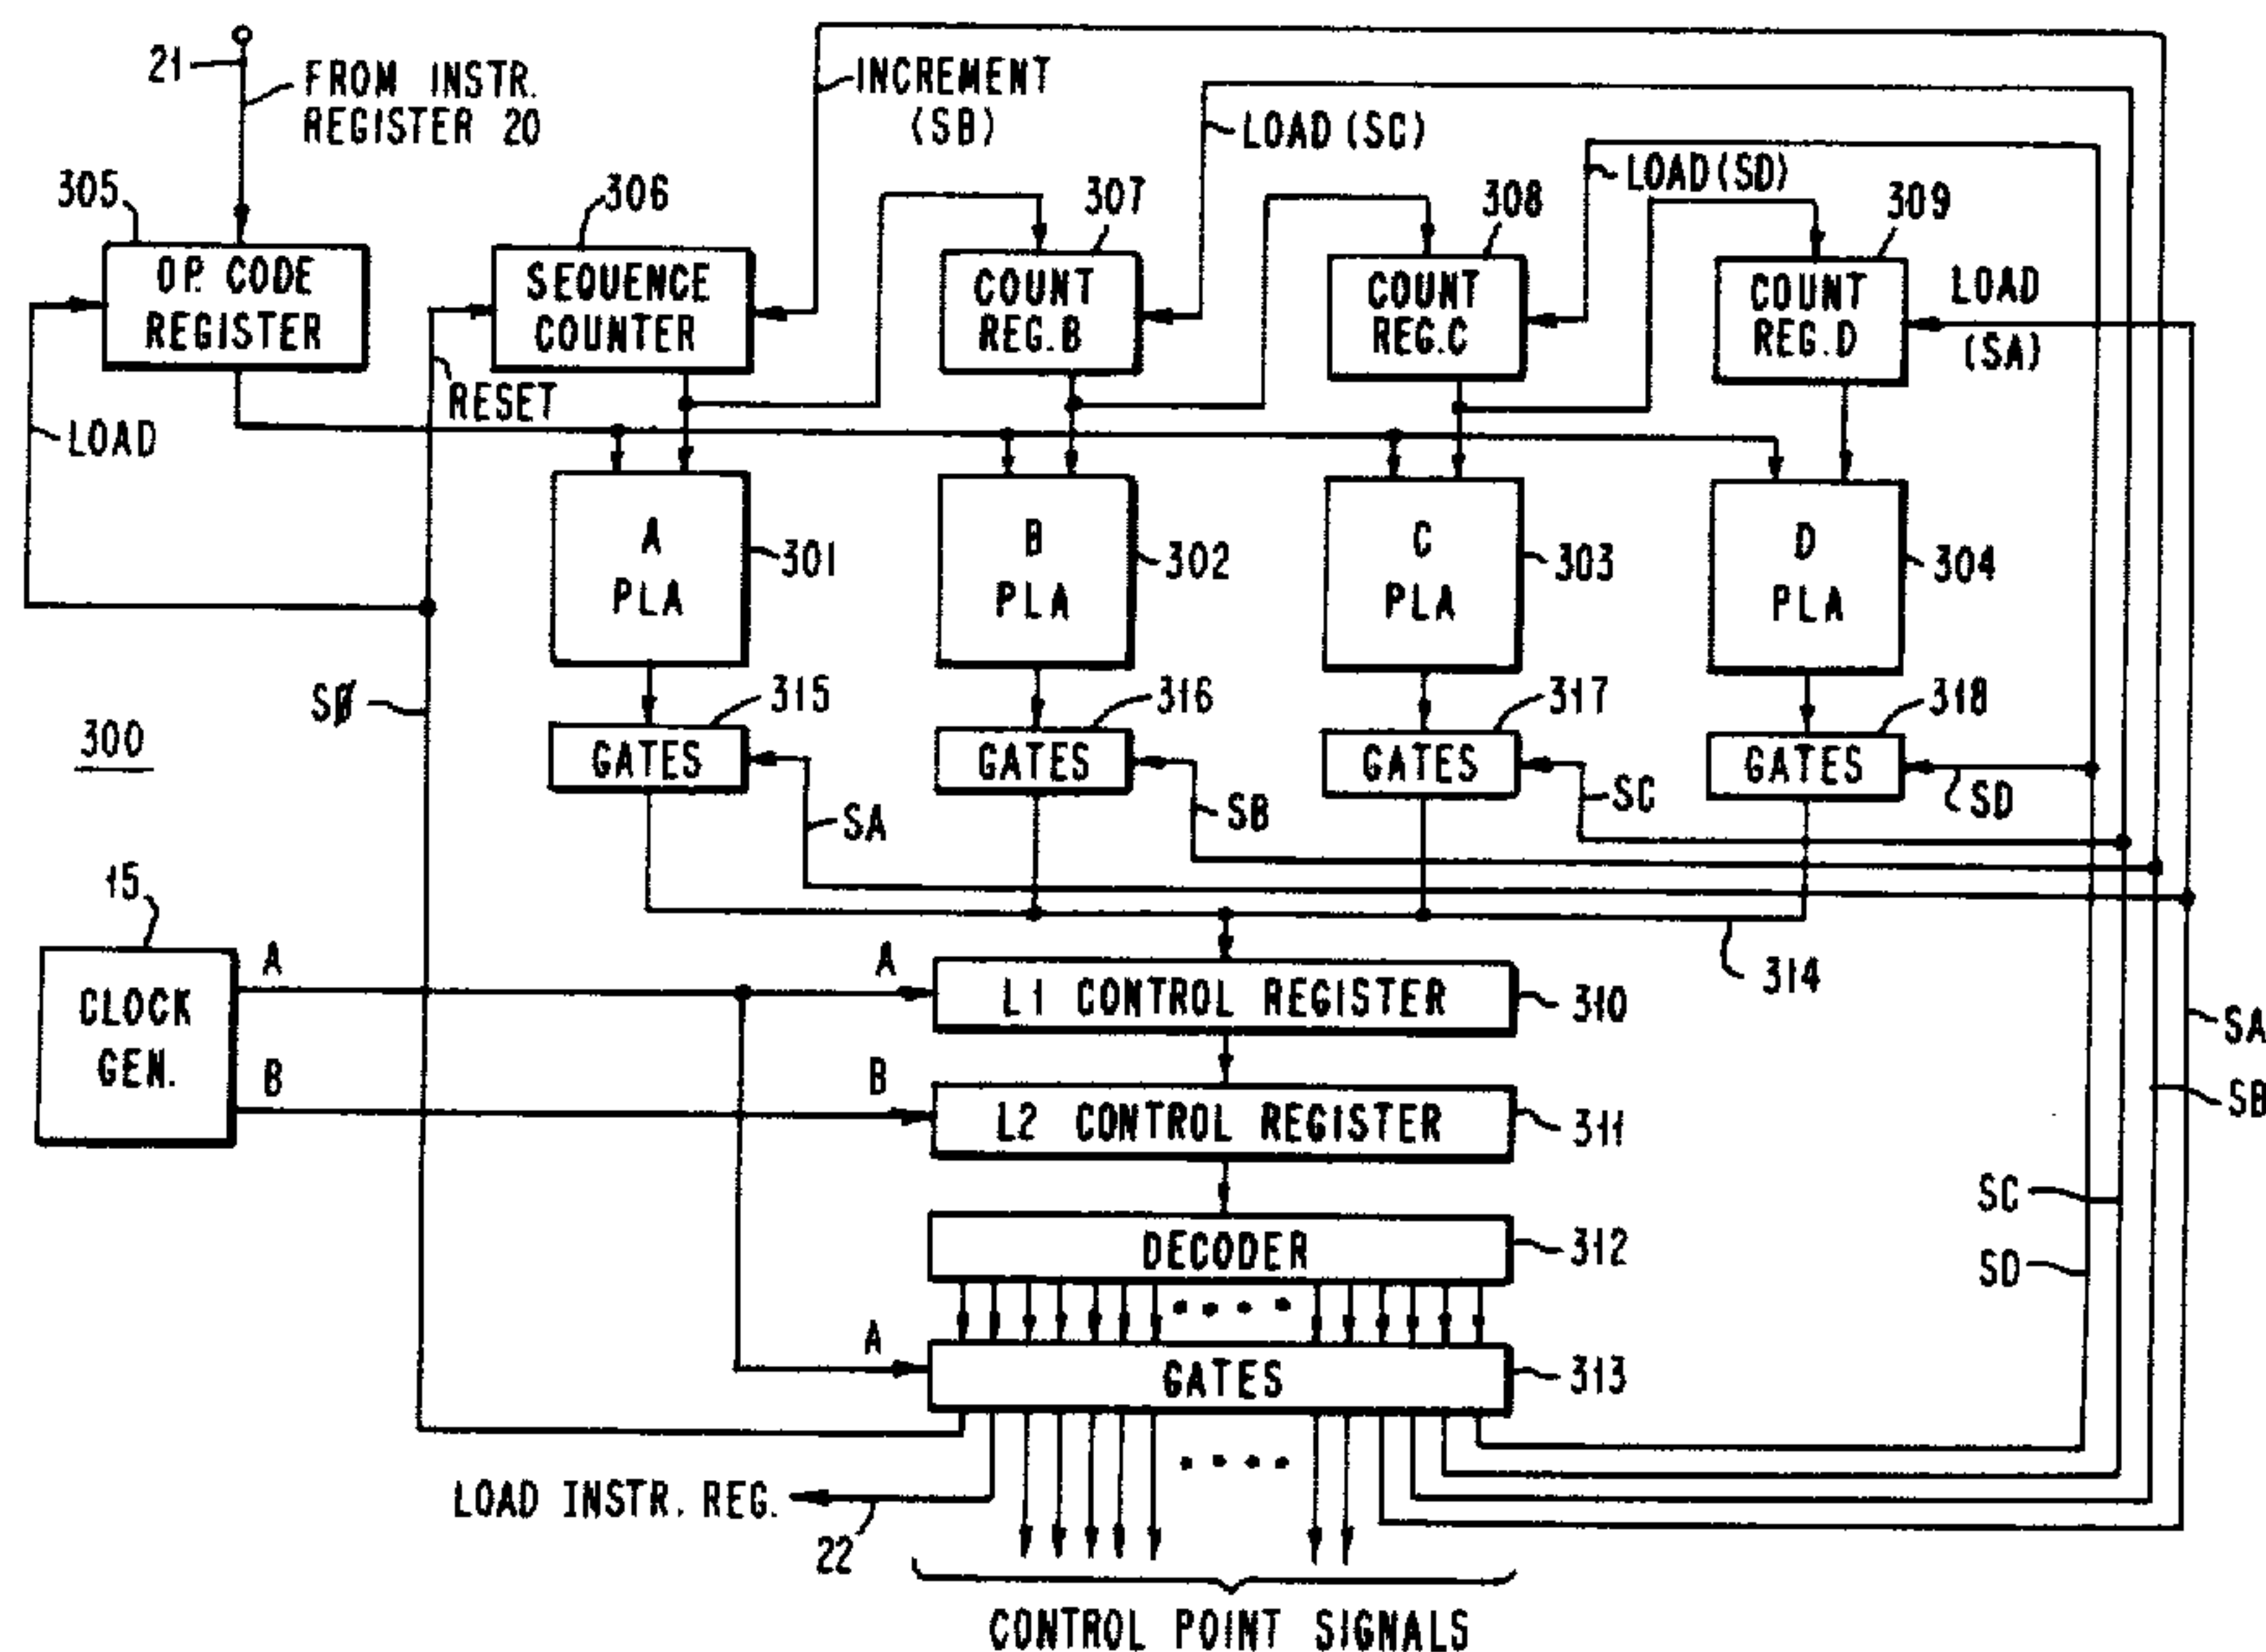 21
FROM INSTR.
REGISTER 20
INCREMENT
(SB)
LOAD (SC)
LOAD (SD)
305
306
307
308
309
OP. CODE
REGISTER
SEQUENCE
COUNTER
COUNT
REG. B
COUNT
REG. C
COUNT
REG. D
LOAD
(SA)
LOAD
RESET
A
PLA
301
B
PLA
302
C
PLA
303
D
PLA
304
SØ
300
315
316
317
318
GATES
GATES
GATES
GATES
SA
SB
SC
SD
15
CLOCK
GEN.
A
A
L1 CONTROL REGISTER
310
314
B
B
L2 CONTROL REGISTER
311
SA
SB
SC
SD
DECODER
312
A
GATES
313
LOAD INSTR. REG.
22
CONTROL POINT SIGNALS